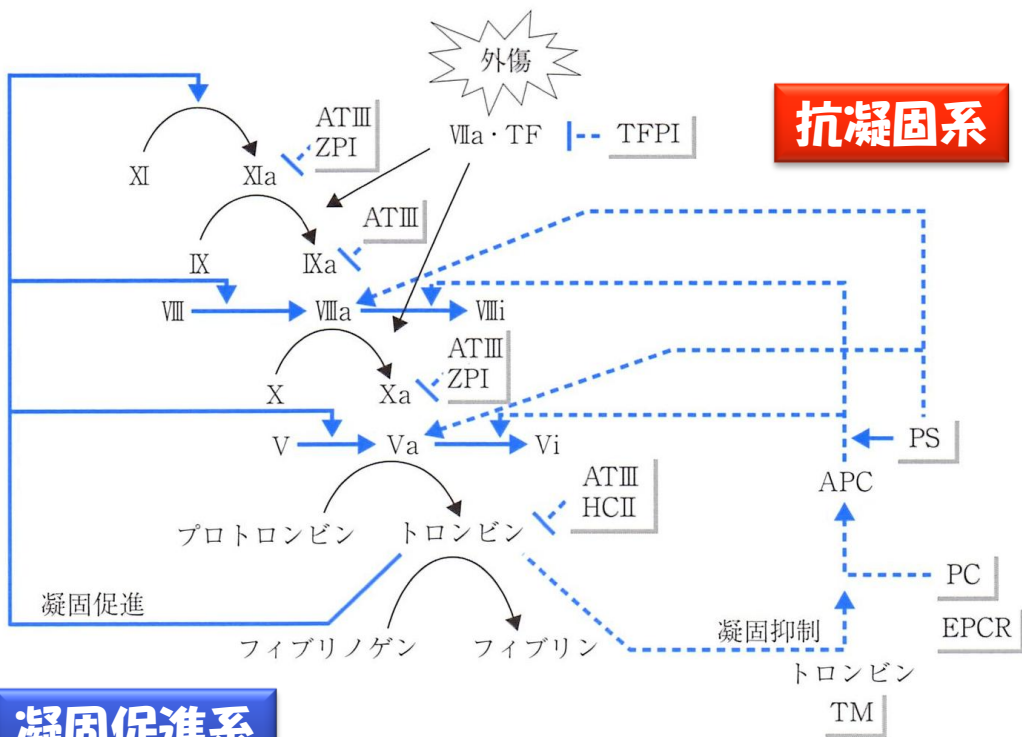 外傷
抗凝固系
ATⅢ
ZPI
Ⅶa・TF
TFPI
Ⅺ
Ⅺa
ATⅢ
Ⅸ
Ⅸa
Ⅷ
Ⅷa
Ⅷi
ATⅢ
ZPI
Ⅹ
Ⅹa
Ⅴ
Ⅴa
Ⅴi
PS
APC
ATⅢ
HCⅡ
プロトロンビン
トロンビン
PC
凝固促進
EPCR
凝固抑制
フィブリノゲン
フィブリン
トロンビン
TM
凝固促進系